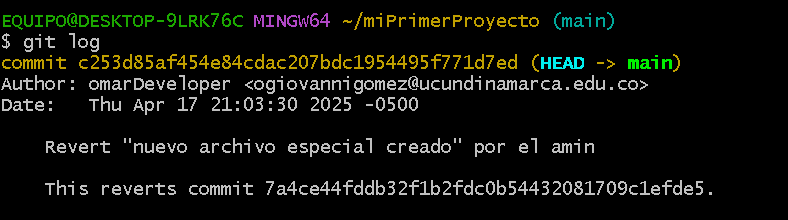 EQUIPO@DESKTOP-9LRK76C MINGW64 ~/miPrimerProyecto (main)
$ git log
commit c253d85af454e84cdac207bdc1954495f771d7ed (HEAD -> main)
Author: omarDeveloper <ogiovannigomez@ucundinamarca.edu.co>
Date:   Thu Apr 17 21:03:30 2025 -0500
    Revert "nuevo archivo especial creado" por el amin
    This reverts commit 7a4ce44fddb32f1b2fdc0b54432081709c1efde5.